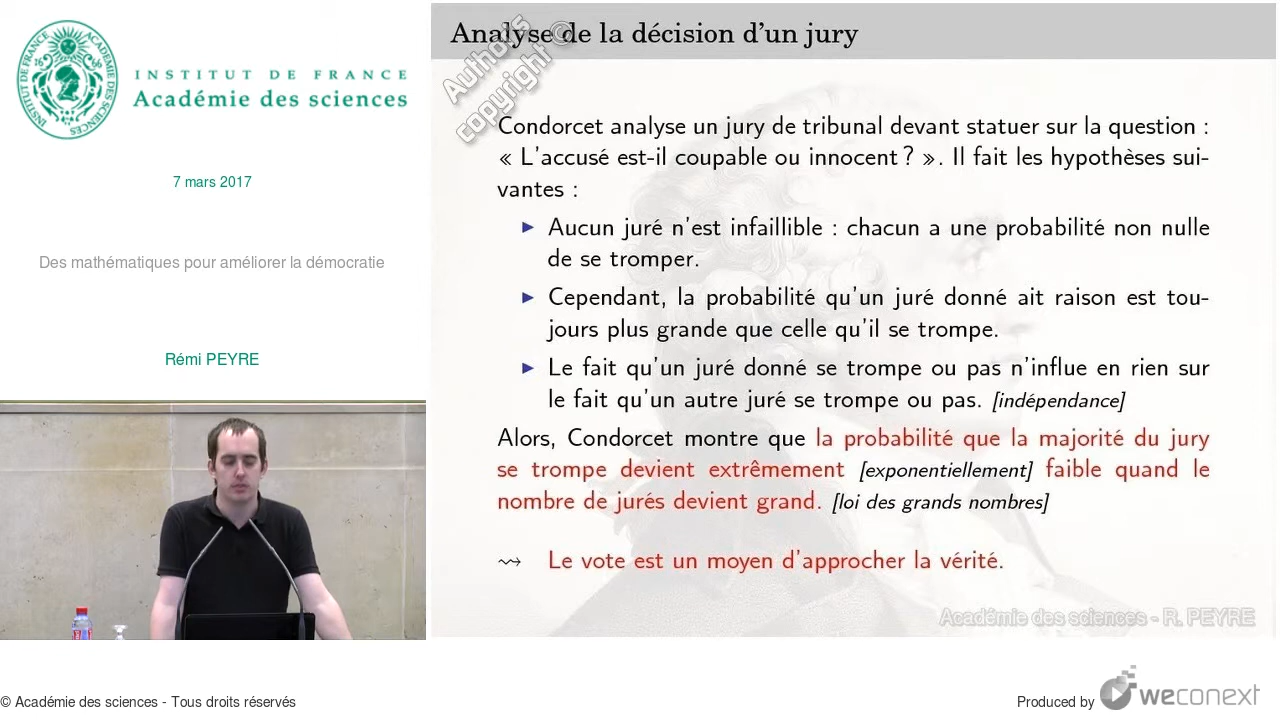 INSTITUT DE FRANCE
ACADÉMIE DES SCIENCES
1666
INSTITUT DE FRANCE
Académie des sciences
7 mars 2017
Des mathématiques pour améliorer la démocratie
Rémi PEYRE
Analyse de la décision d'un jury
Author's ©
copyright
Condorcet analyse un jury de tribunal devant statuer sur la question :
« L'accusé est-il coupable ou innocent ? ». Il fait les hypothèses sui-
vantes :
▶ Aucun juré n'est infaillible : chacun a une probabilité non nulle
de se tromper.
▶ Cependant, la probabilité qu'un juré donné ait raison est tou-
jours plus grande que celle qu'il se trompe.
▶ Le fait qu'un juré donné se trompe ou pas n'influe en rien sur
le fait qu'un autre juré se trompe ou pas. [indépendance]
Alors, Condorcet montre que la probabilité que la majorité du jury
se trompe devient extrêmement [exponentiellement] faible quand le
nombre de jurés devient grand. [loi des grands nombres]
⇝ Le vote est un moyen d'approcher la vérité.
Académie des sciences - R. PEYRE
© Académie des sciences - Tous droits réservés
Produced by weconext